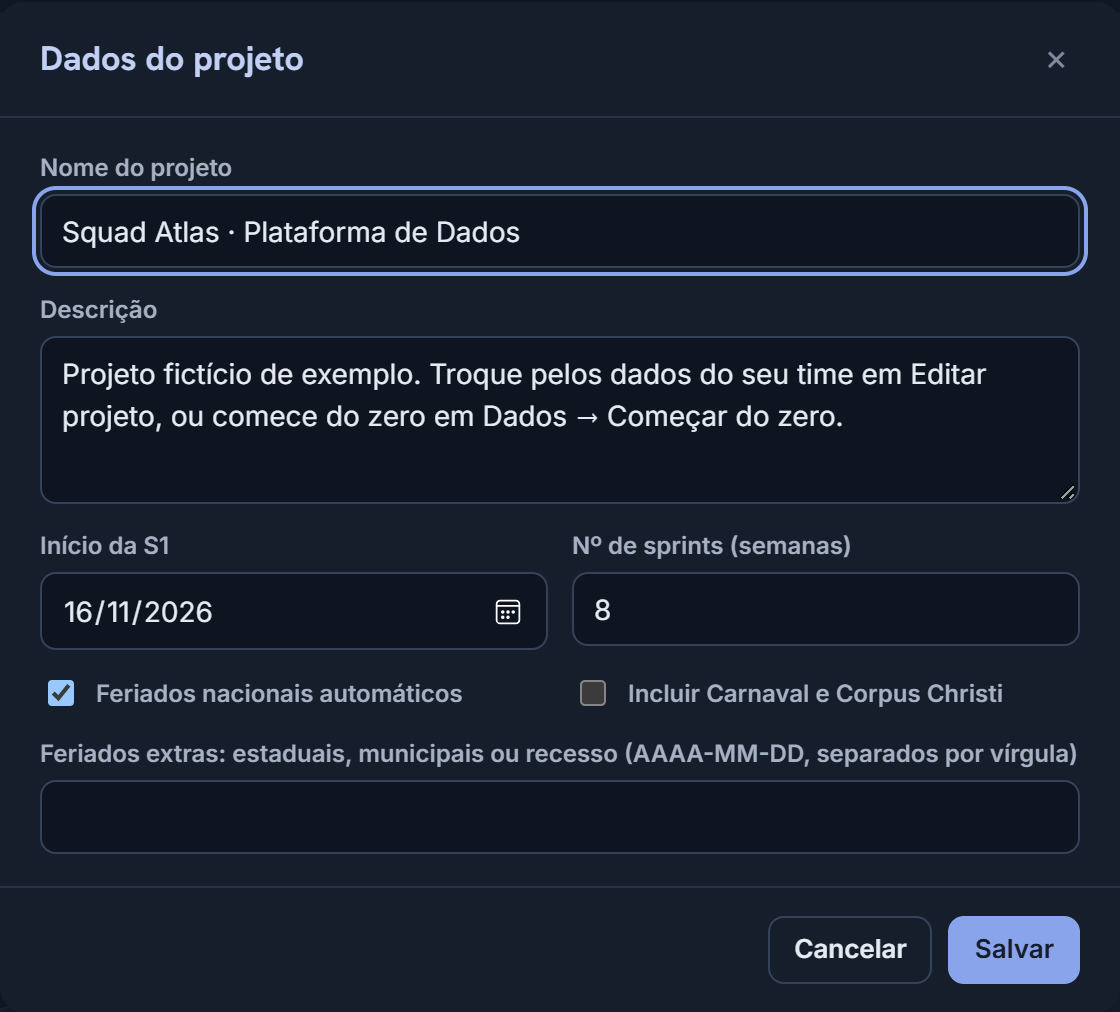 Dados do projeto
Nome do projeto
Squad Atlas · Plataforma de Dados
Descrição
Projeto fictício de exemplo. Troque pelos dados do seu time em Editar
projeto, ou comece do zero em Dados → Começar do zero.
Início da S1
Nº de sprints (semanas)
16/11/2026
8
Feriados nacionais automáticos
Incluir Carnaval e Corpus Christi
Feriados extras: estaduais, municipais ou recesso (AAAA-MM-DD, separados por vírgula)
Cancelar
Salvar